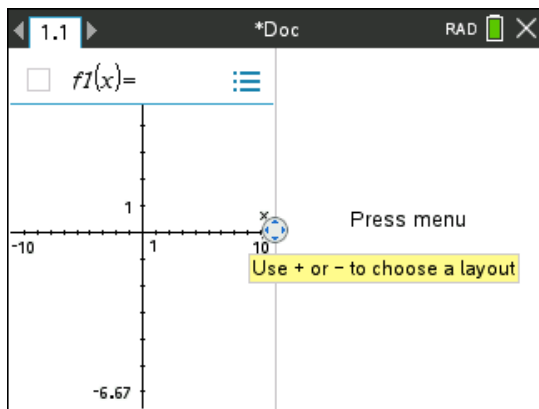 1.1 *Doc RAD
f1(x)=
1
x
-10 1 10
Press menu
Use + or - to choose a layout
-6.67